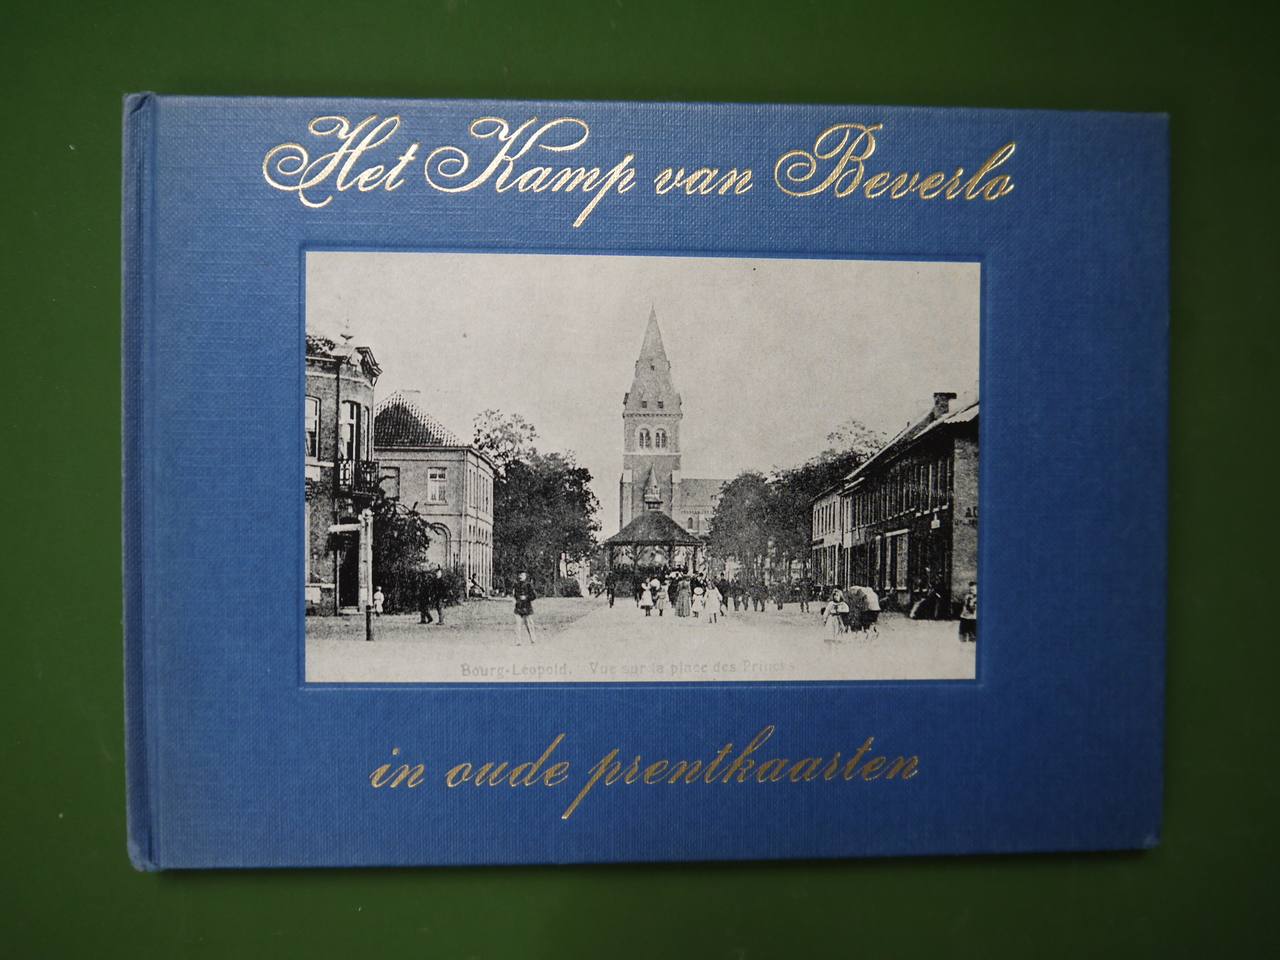 Het Kamp van Beverlo
Bourg-Leopold. Vue sur la place des Princes
in oude prentkaarten